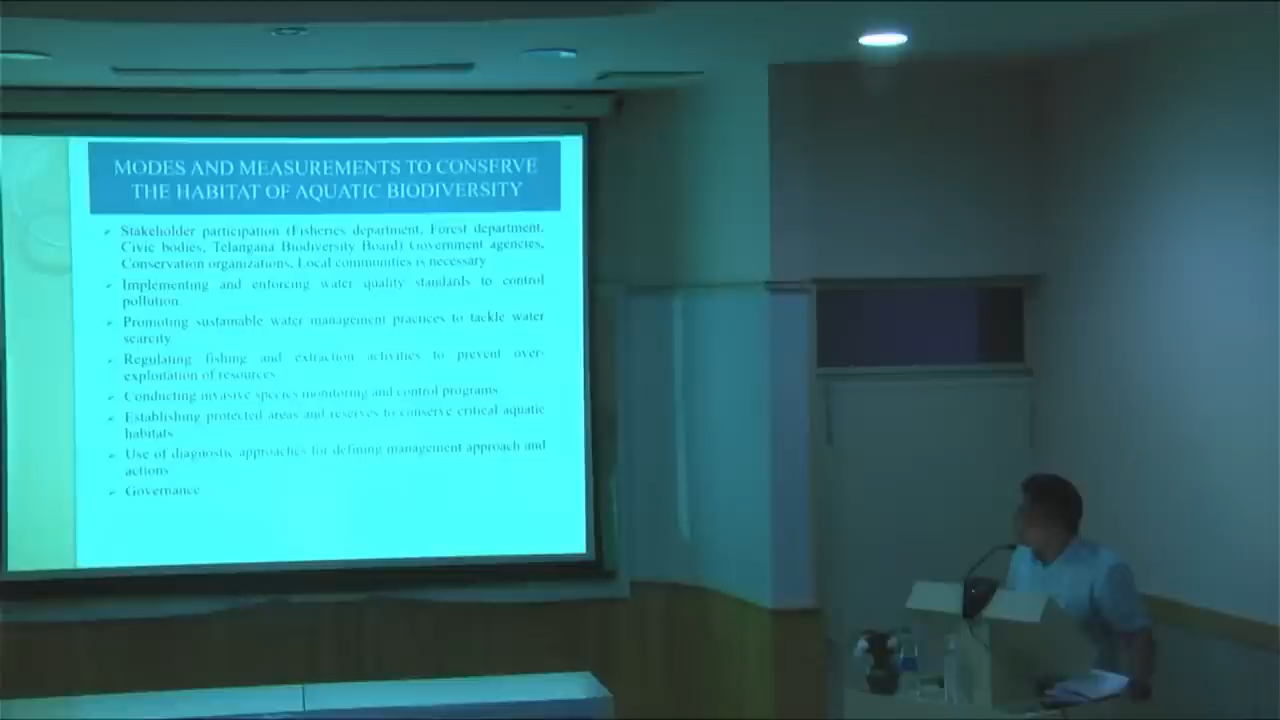 MODES AND MEASUREMENTS TO CONSERVE
THE HABITAT OF AQUATIC BIODIVERSITY
Stakeholder participation (Fisheries department, Forest department,
Civic bodies, Telangana Biodiversity Board) Government agencies,
Conservation organizations, Local communities is necessary
Implementing and enforcing water quality standards to control
pollution.
Promoting sustainable water management practices to tackle water
scarcity
Regulating fishing and extraction activities to prevent over-
exploitation of resources
Conducting invasive species monitoring and control programs
Establishing protected areas and reserves to conserve critical aquatic
habitats
Use of diagnostic approaches for defining management approach and
actions
Governance